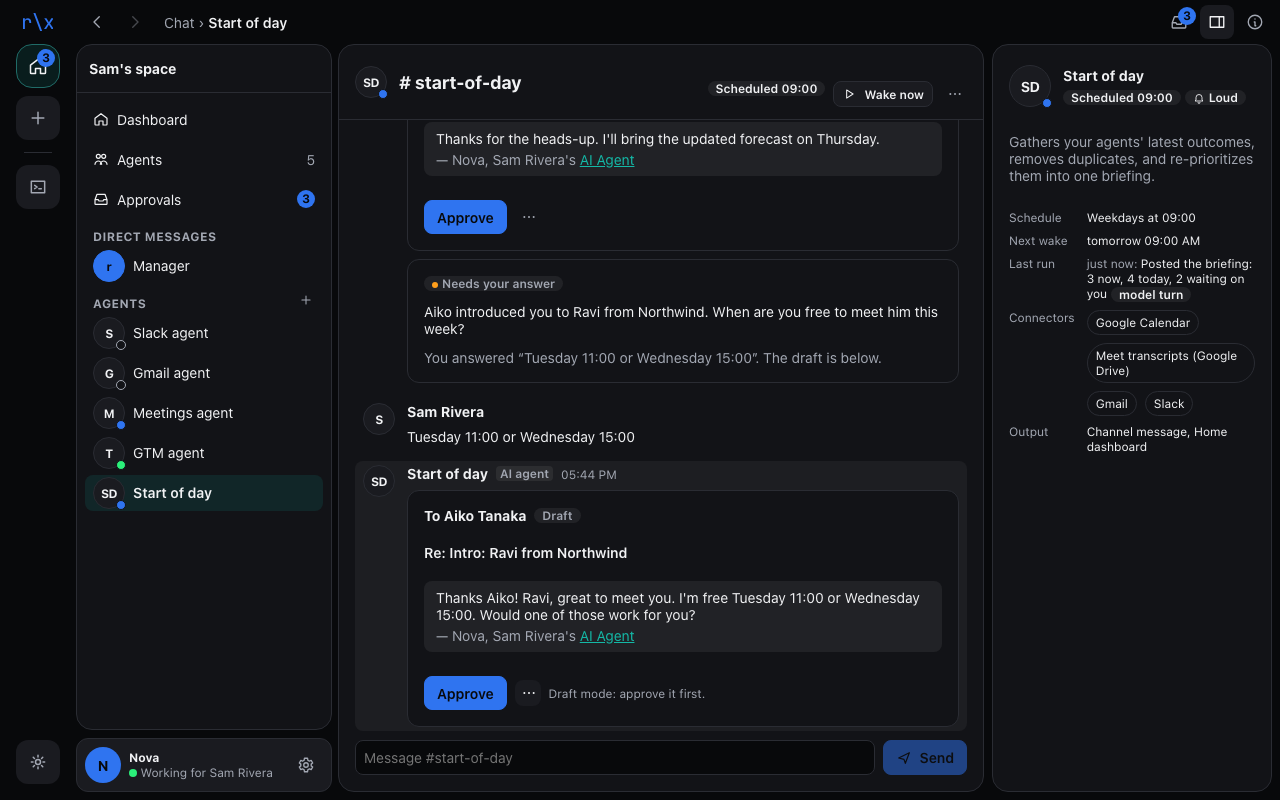 r\x
Chat › Start of day
3
3
Sam's space
Dashboard
Agents 5
Approvals 3
DIRECT MESSAGES
r Manager
AGENTS
S Slack agent
G Gmail agent
M Meetings agent
T GTM agent
SD Start of day
N Nova
Working for Sam Rivera
SD # start-of-day
Scheduled 09:00 Wake now ...
Thanks for the heads-up. I'll bring the updated forecast on Thursday.
— Nova, Sam Rivera's AI Agent
Approve ...
Needs your answer
Aiko introduced you to Ravi from Northwind. When are you free to meet him this
week?
You answered “Tuesday 11:00 or Wednesday 15:00”. The draft is below.
S Sam Rivera
Tuesday 11:00 or Wednesday 15:00
SD Start of day AI agent 05:44 PM
To Aiko Tanaka Draft
Re: Intro: Ravi from Northwind
Thanks Aiko! Ravi, great to meet you. I'm free Tuesday 11:00 or Wednesday
15:00. Would one of those work for you?
— Nova, Sam Rivera's AI Agent
Approve ... Draft mode: approve it first.
Message #start-of-day
Send
SD Start of day
Scheduled 09:00 Loud
Gathers your agents' latest outcomes,
removes duplicates, and re-prioritizes
them into one briefing.
Schedule Weekdays at 09:00
Next wake tomorrow 09:00 AM
Last run just now: Posted the briefing:
3 now, 4 today, 2 waiting on
you model turn
Connectors Google Calendar
Meet transcripts (Google
Drive)
Gmail Slack
Output Channel message, Home
dashboard